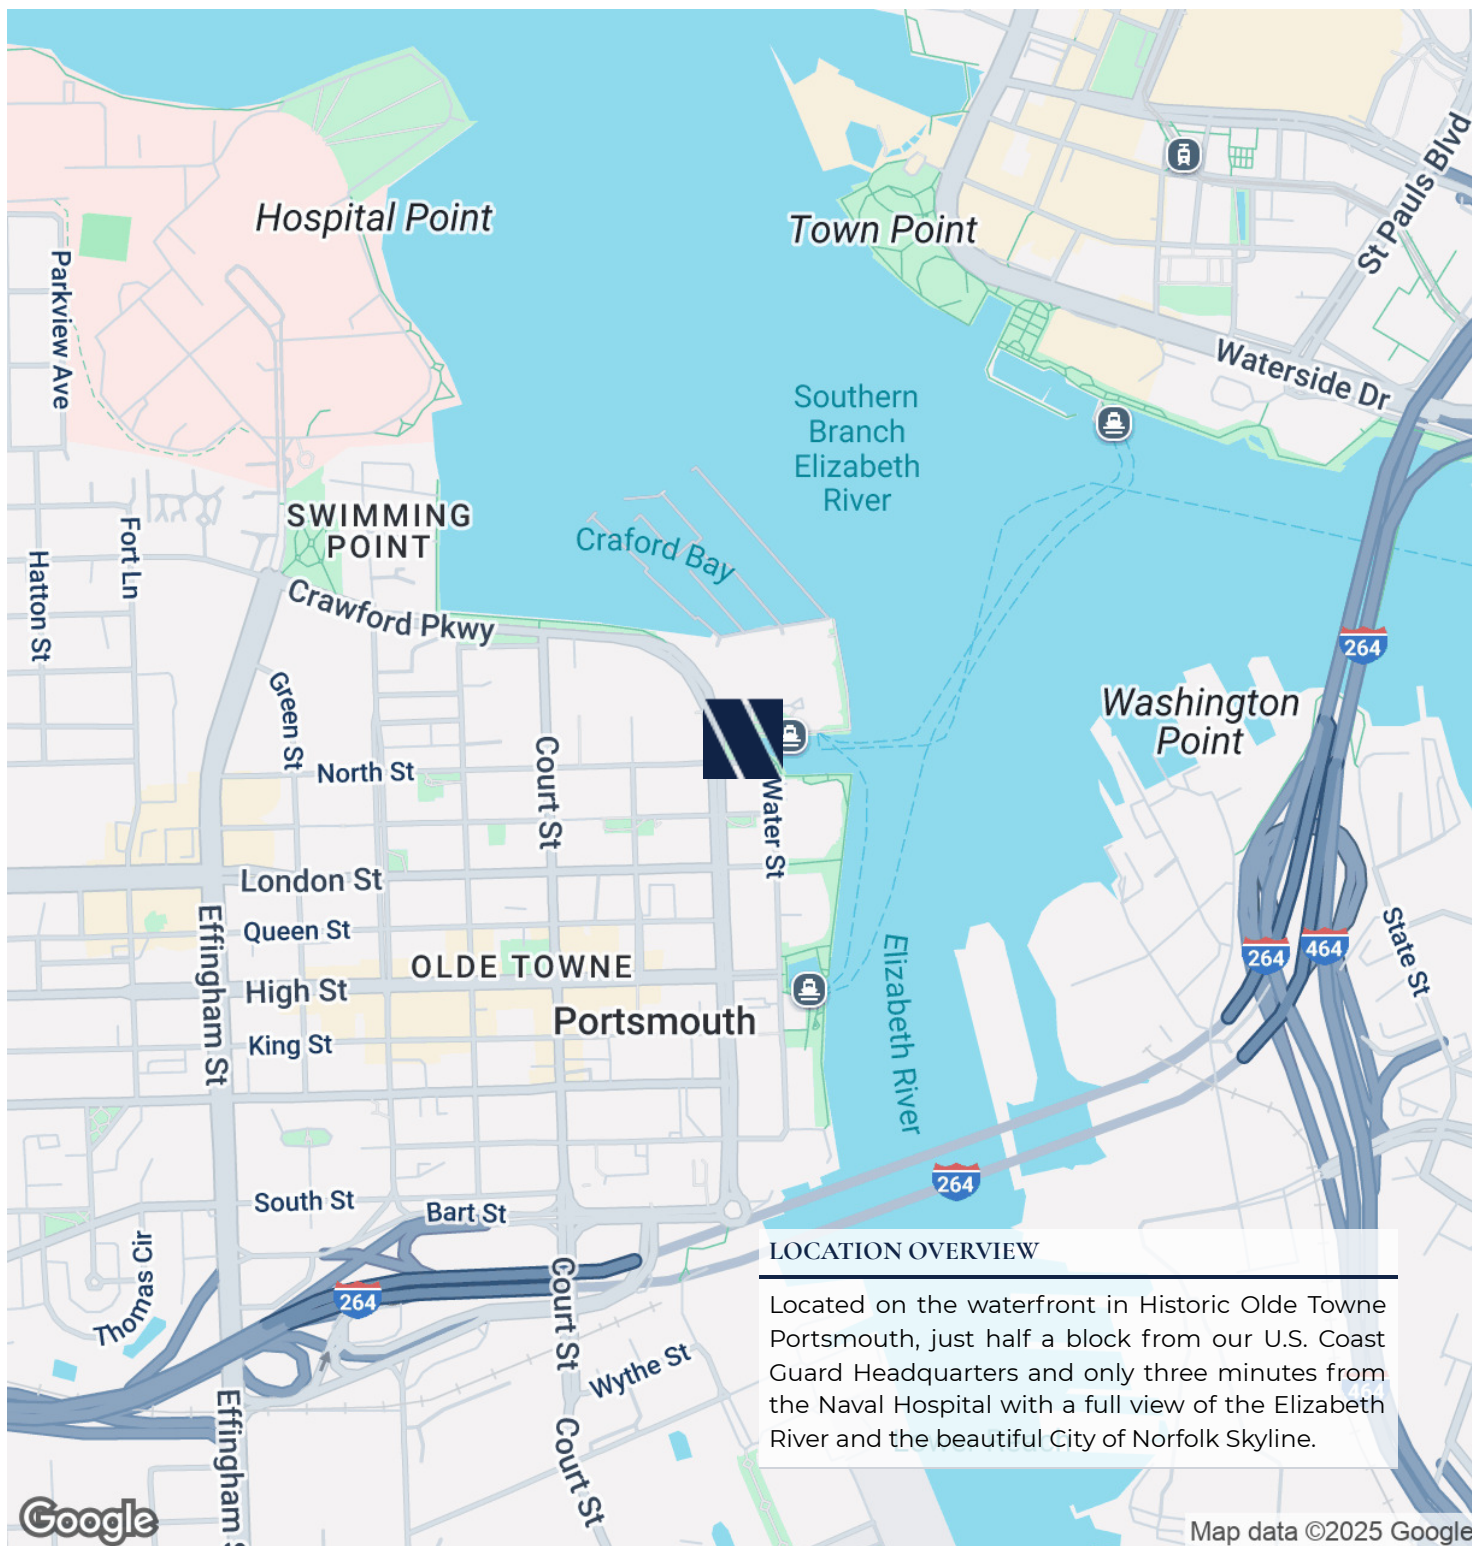 Hospital Point
Town Point
St Pauls Blvd
Parkview Ave
Waterside Dr
Southern
Branch
Elizabeth
River
SWIMMING
POINT
Fort Ln
Hatton St
Craford Bay
Crawford Pkwy
264
Green St
Washington
Point
North St
Court St
Water St
London St
Queen St
Effingham St
OLDE TOWNE
High St
Portsmouth
King St
Elizabeth River
264
464
State St
264
South St
Bart St
Thomas Cir
264
Court St
Wythe St
Effingham S
Court St
LOCATION OVERVIEW
Located on the waterfront in Historic Olde Towne
Portsmouth, just half a block from our U.S. Coast
Guard Headquarters and only three minutes from
the Naval Hospital with a full view of the Elizabeth
River and the beautiful City of Norfolk Skyline.
464
Google
Map data ©2025 Google